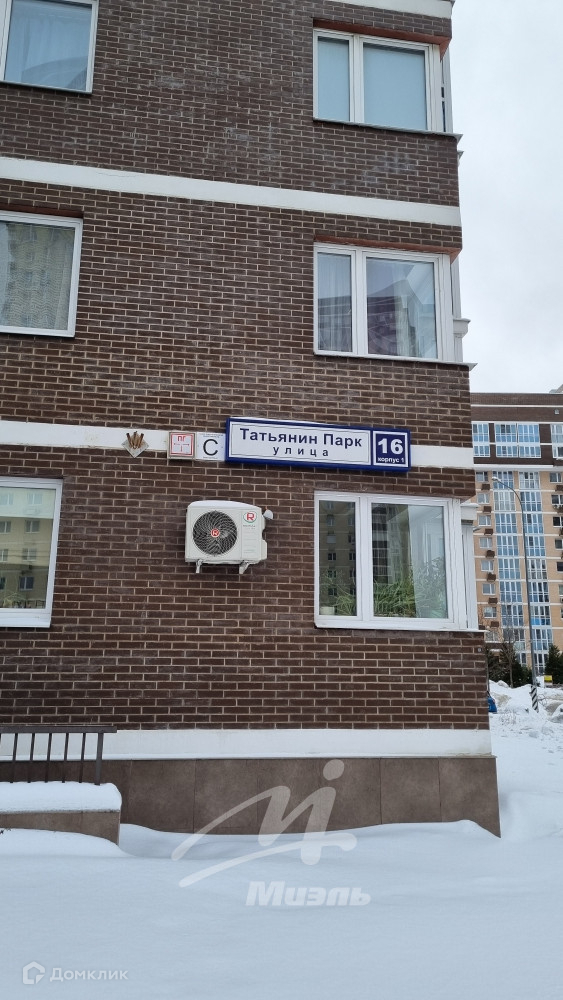 ПГ
С
Татьянин Парк
улица
16
корпус 1
R
Миэль
Домклик